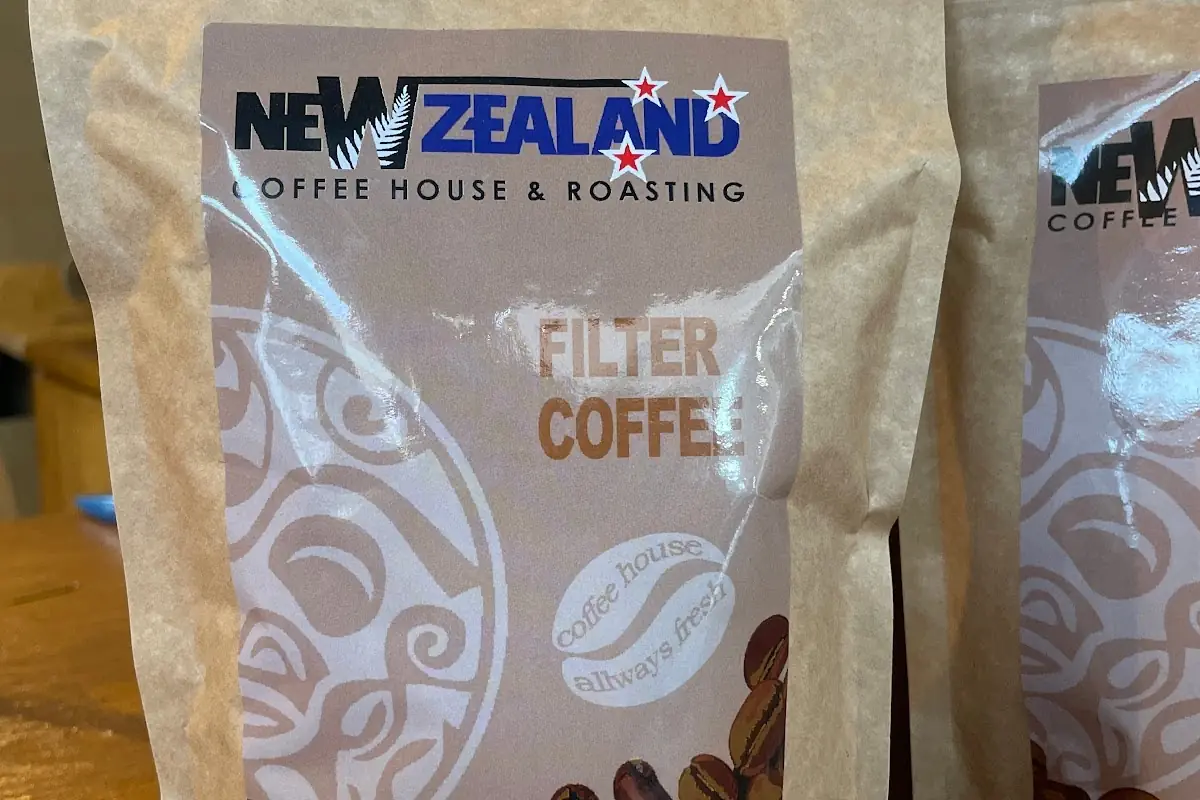 NEW ZEALAND
COFFEE HOUSE & ROASTING
FILTER
COFFEE
coffee house
allways fresh
NEW
COFFEE